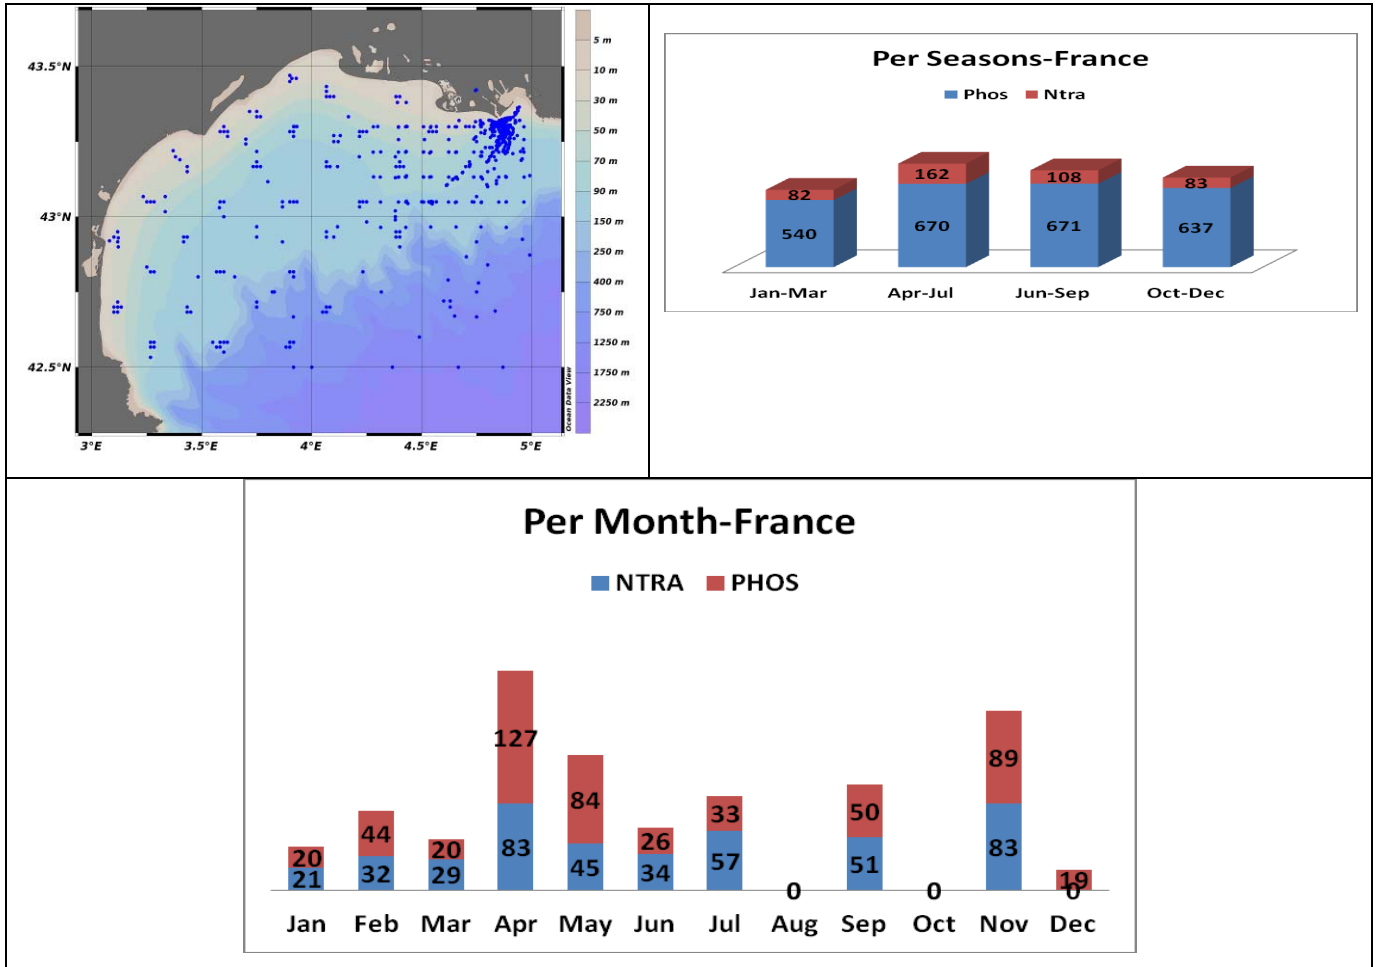 43.5°N
43°N
42.5°N
3°E 3.5°E 4°E 4.5°E 5°E
5 m
10 m
30 m
50 m
70 m
90 m
150 m
250 m
400 m
750 m
1250 m
1750 m
2250 m
Ocean Data View
Per Seasons-France
Phos Ntra
82 162 108 83
540 670 671 637
Jan-Mar Apr-Jul Jun-Sep Oct-Dec
Per Month-France
NTRA PHOS
20 44 20 127 84 26 33 50 89 19
21 32 29 83 45 34 57 0 51 0 83 0
Jan Feb Mar Apr May Jun Jul Aug Sep Oct Nov Dec